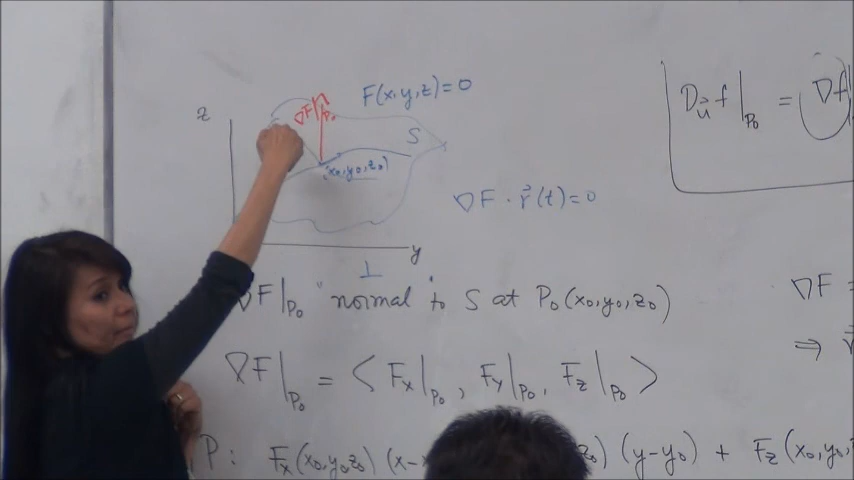 F(x,y,z)=0
z
∇F|P₀
S
(x₀,y₀,z₀)
∇F · r⃗(t)=0
y
⊥
∇F|P₀ "normal" to S at P₀(x₀,y₀,z₀)
∇F|P₀ = ⟨ Fx|P₀ , Fy|P₀ , Fz|P₀ ⟩
P: Fx(x₀,y₀,z₀) (x-x ) (y-y₀) + Fz(x₀,y₀,
D u⃗ f|P₀ = ∇f|
∇F =
⇒